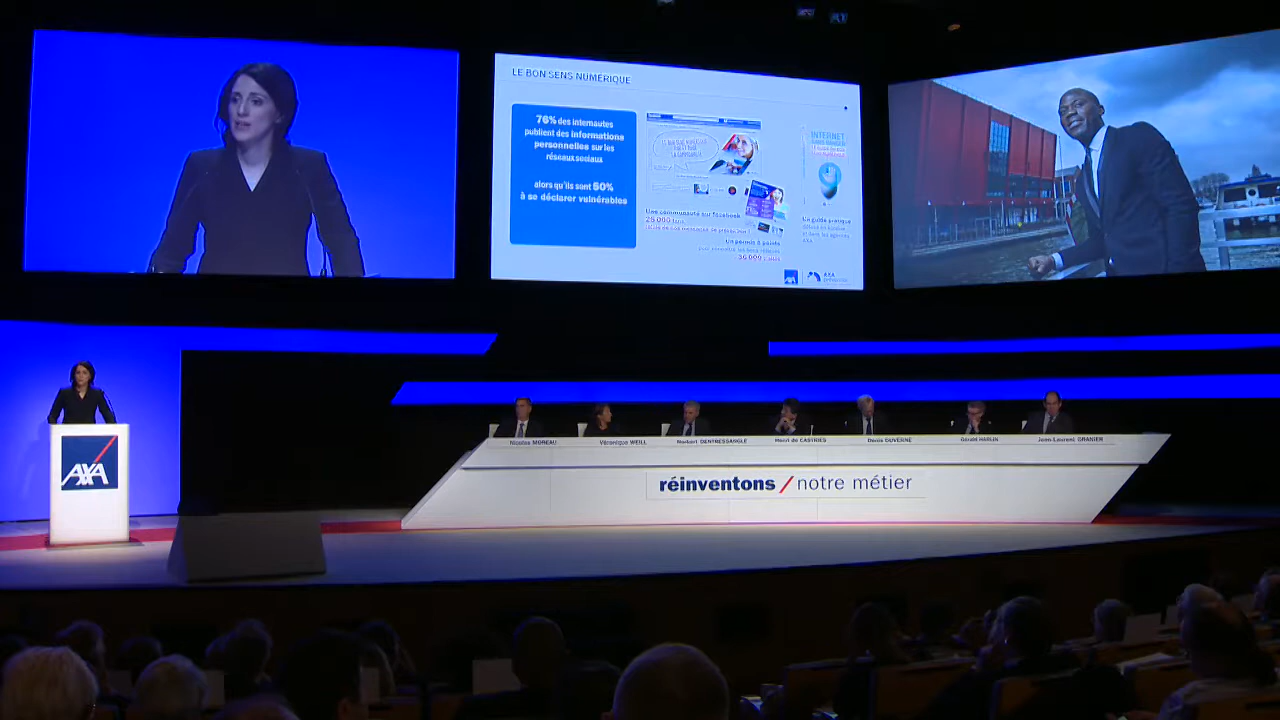 LE BON SENS NUMÉRIQUE
76% des internautes
publient des informations
personnelles sur les
réseaux sociaux
alors qu'ils sont 50%
à se déclarer vulnérables
INTERNET
Une communauté sur facebook
25 000 fans
Un permis à points
36 000
Un guide pratique
AXA
AXA
AXA
Nicolas MOREAU
Véronique WEILL
Norbert DENTRESSANGLE
Henri de CASTRIES
Denis DUVERNE
Gérald HARLIN
Jean-Laurent GRANIER
réinventons / notre métier